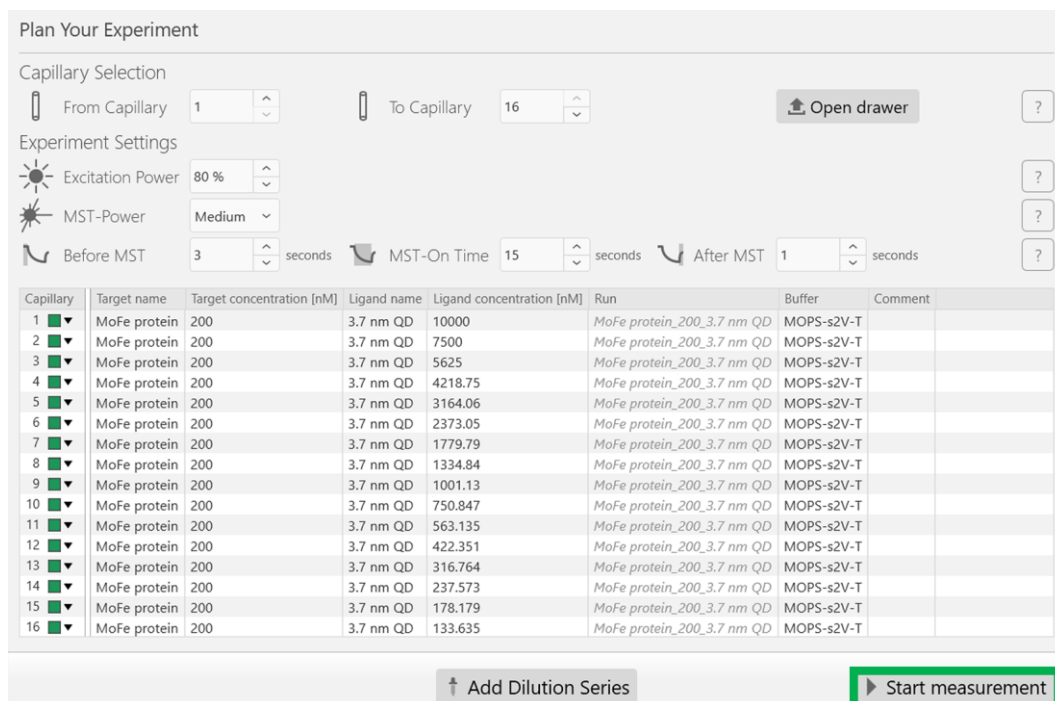 Plan Your Experiment
Capillary Selection
From Capillary 1 To Capillary 16 Open drawer ?
Experiment Settings
Excitation Power 80 % ?
MST-Power Medium ?
Before MST 3 seconds MST-On Time 15 seconds After MST 1 seconds ?
Capillary Target name Target concentration [nM] Ligand name Ligand concentration [nM] Run Buffer Comment
1 MoFe protein 200 3.7 nm QD 10000 MoFe protein_200_3.7 nm QD MOPS-s2V-T
2 MoFe protein 200 3.7 nm QD 7500 MoFe protein_200_3.7 nm QD MOPS-s2V-T
3 MoFe protein 200 3.7 nm QD 5625 MoFe protein_200_3.7 nm QD MOPS-s2V-T
4 MoFe protein 200 3.7 nm QD 4218.75 MoFe protein_200_3.7 nm QD MOPS-s2V-T
5 MoFe protein 200 3.7 nm QD 3164.06 MoFe protein_200_3.7 nm QD MOPS-s2V-T
6 MoFe protein 200 3.7 nm QD 2373.05 MoFe protein_200_3.7 nm QD MOPS-s2V-T
7 MoFe protein 200 3.7 nm QD 1779.79 MoFe protein_200_3.7 nm QD MOPS-s2V-T
8 MoFe protein 200 3.7 nm QD 1334.84 MoFe protein_200_3.7 nm QD MOPS-s2V-T
9 MoFe protein 200 3.7 nm QD 1001.13 MoFe protein_200_3.7 nm QD MOPS-s2V-T
10 MoFe protein 200 3.7 nm QD 750.847 MoFe protein_200_3.7 nm QD MOPS-s2V-T
11 MoFe protein 200 3.7 nm QD 563.135 MoFe protein_200_3.7 nm QD MOPS-s2V-T
12 MoFe protein 200 3.7 nm QD 422.351 MoFe protein_200_3.7 nm QD MOPS-s2V-T
13 MoFe protein 200 3.7 nm QD 316.764 MoFe protein_200_3.7 nm QD MOPS-s2V-T
14 MoFe protein 200 3.7 nm QD 237.573 MoFe protein_200_3.7 nm QD MOPS-s2V-T
15 MoFe protein 200 3.7 nm QD 178.179 MoFe protein_200_3.7 nm QD MOPS-s2V-T
16 MoFe protein 200 3.7 nm QD 133.635 MoFe protein_200_3.7 nm QD MOPS-s2V-T
Add Dilution Series Start measurement